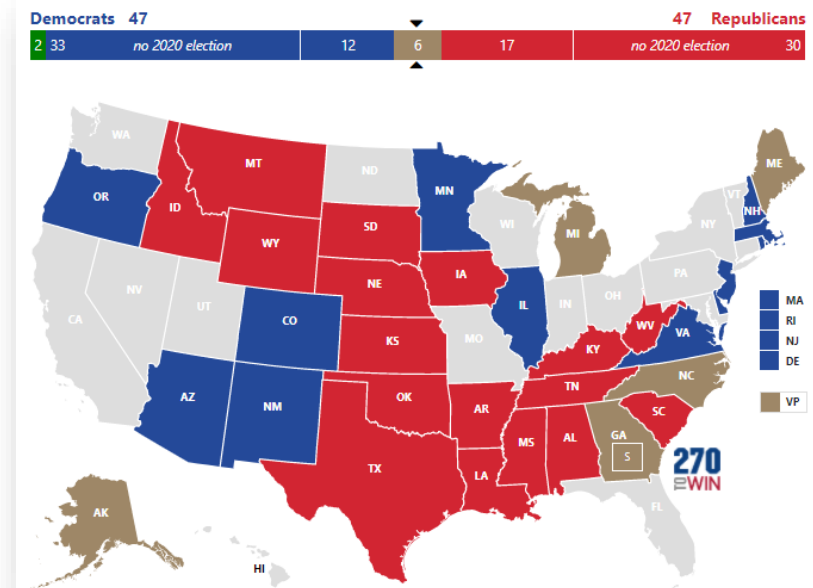 Democrats 47
47 Republicans
2 33 no 2020 election 12 6 17 no 2020 election 30
WA
MT
ND
ME
OR
MN
VT
ID
NH
WI
NY
SD
MI
WY
IA
PA
NE
NV
OH
IN
UT
IL
MA
CA
CO
WV
RI
VA
KS
MO
KY
NJ
DE
NC
TN
AZ
OK
NM
AR
SC
VP
MS
AL
GA
S
270
TO WIN
TX
LA
FL
AK
HI